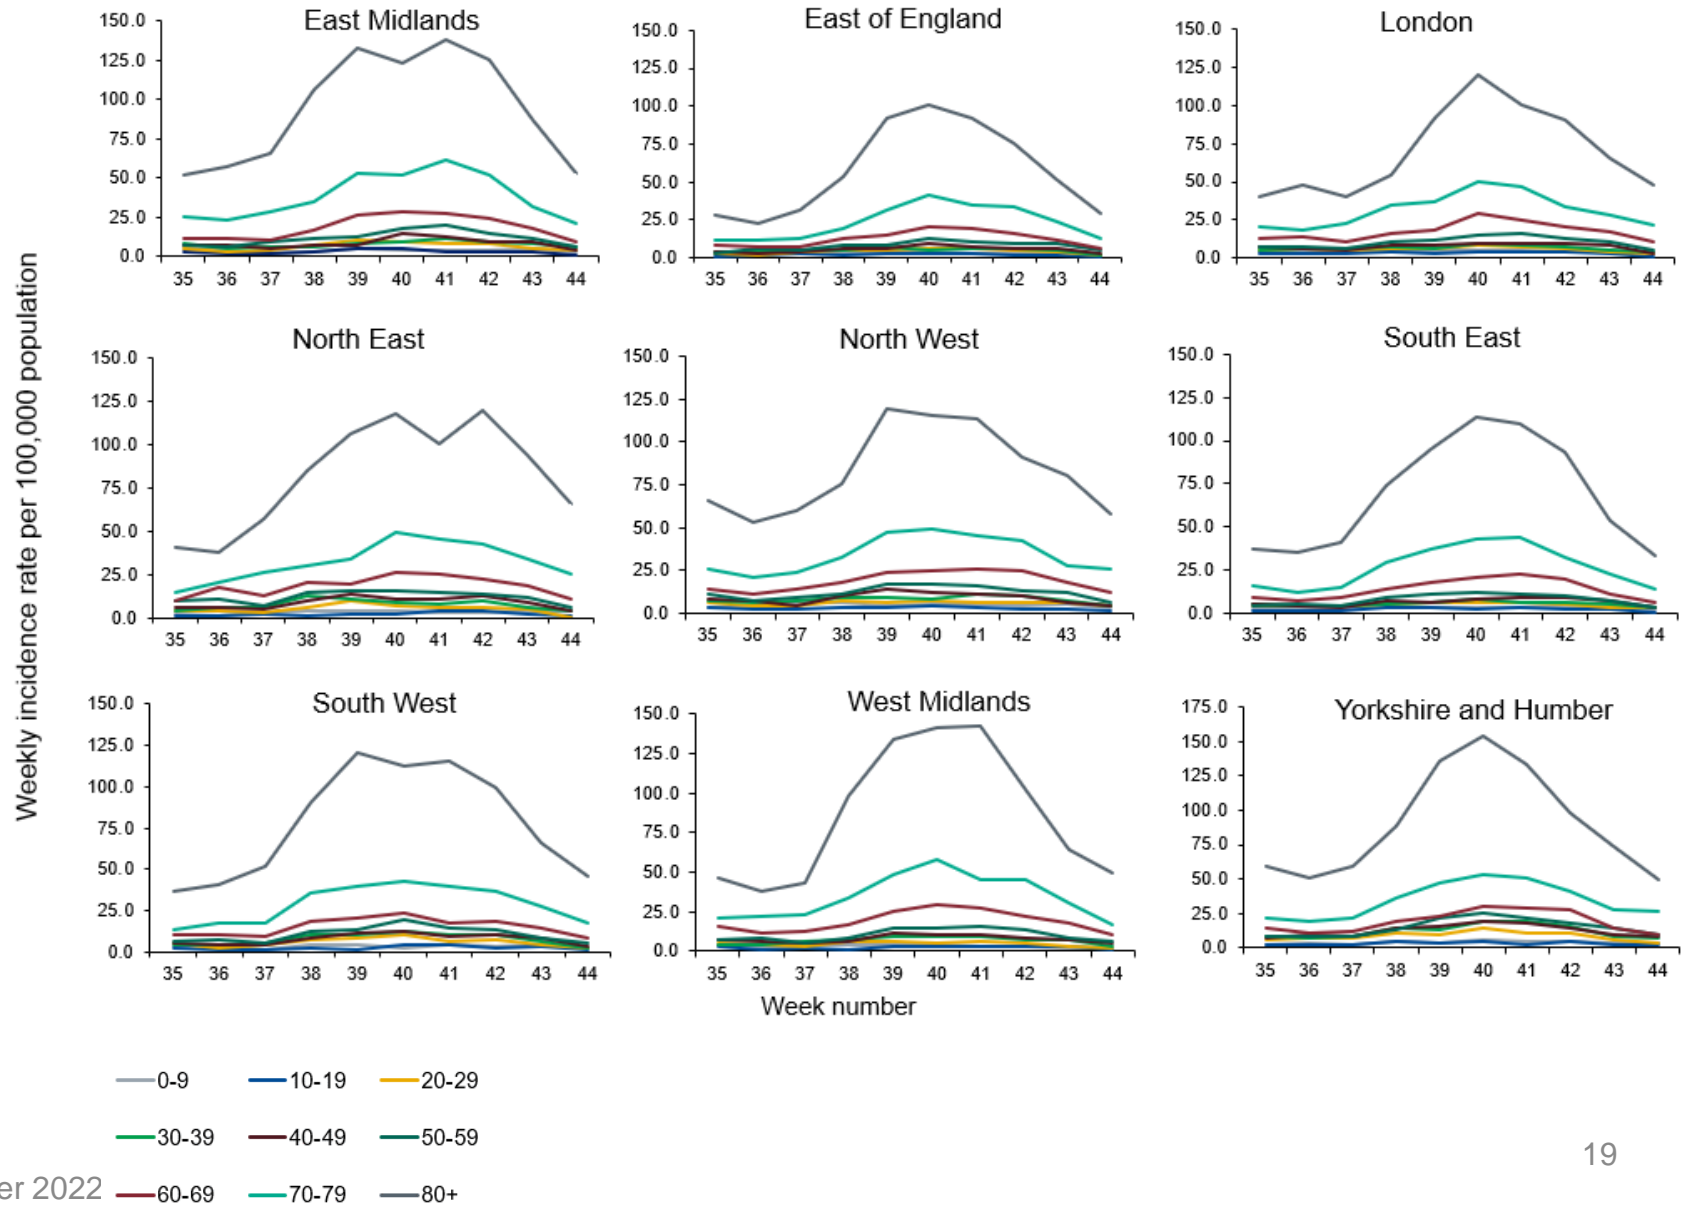 East Midlands
150.0
125.0
100.0
75.0
50.0
25.0
0.0
35 36 37 38 39 40 41 42 43 44
East of England
150.0
125.0
100.0
75.0
50.0
25.0
0.0
35 36 37 38 39 40 41 42 43 44
London
150.0
125.0
100.0
75.0
50.0
25.0
0.0
35 36 37 38 39 40 41 42 43 44
Weekly incidence rate per 100,000 population
North East
150.0
125.0
100.0
75.0
50.0
25.0
0.0
35 36 37 38 39 40 41 42 43 44
North West
150.0
125.0
100.0
75.0
50.0
25.0
0.0
35 36 37 38 39 40 41 42 43 44
South East
150.0
125.0
100.0
75.0
50.0
25.0
0.0
35 36 37 38 39 40 41 42 43 44
South West
150.0
125.0
100.0
75.0
50.0
25.0
0.0
35 36 37 38 39 40 41 42 43 44
West Midlands
150.0
125.0
100.0
75.0
50.0
25.0
0.0
35 36 37 38 39 40 41 42 43 44
Yorkshire and Humber
175.0
150.0
125.0
100.0
75.0
50.0
25.0
0.0
35 36 37 38 39 40 41 42 43 44
Week number
0-9 10-19 20-29
30-39 40-49 50-59
60-69 70-79 80+
er 2022
19